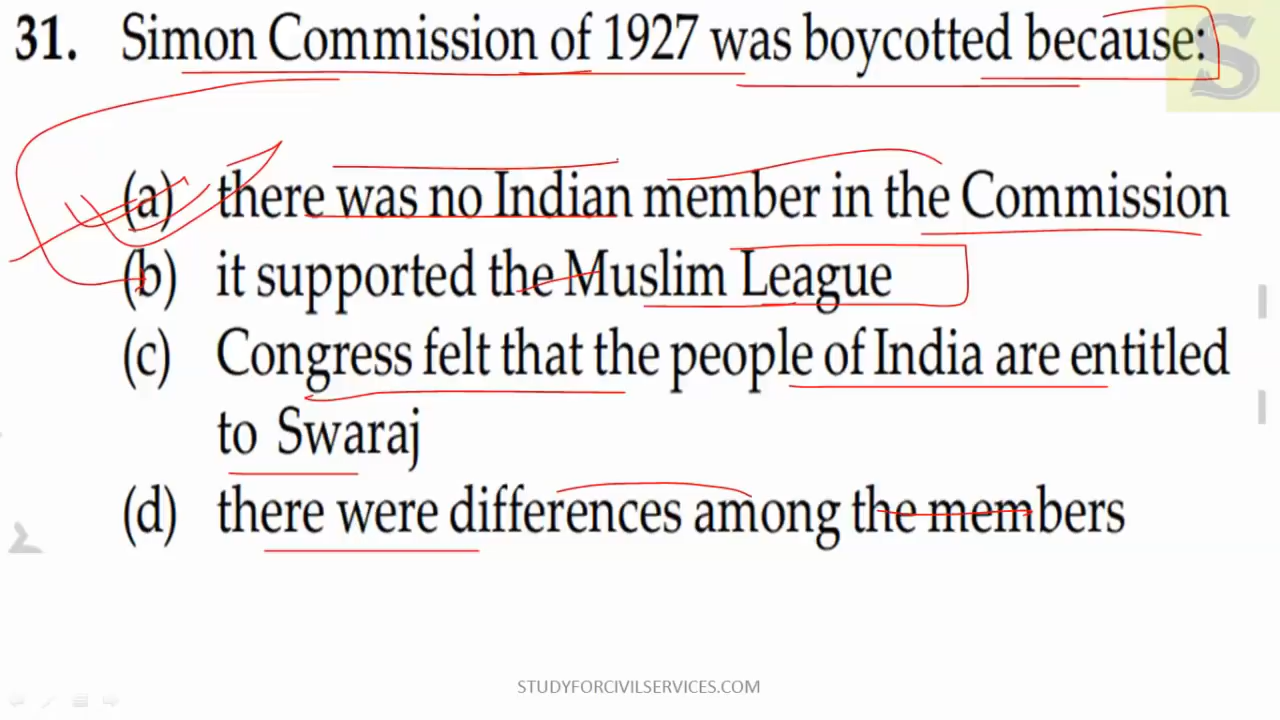 31. Simon Commission of 1927 was boycotted because:
S
(a) there was no Indian member in the Commission
(b) it supported the Muslim League
(c) Congress felt that the people of India are entitled
to Swaraj
(d) there were differences among the members
STUDYFORCIVILSERVICES.COM